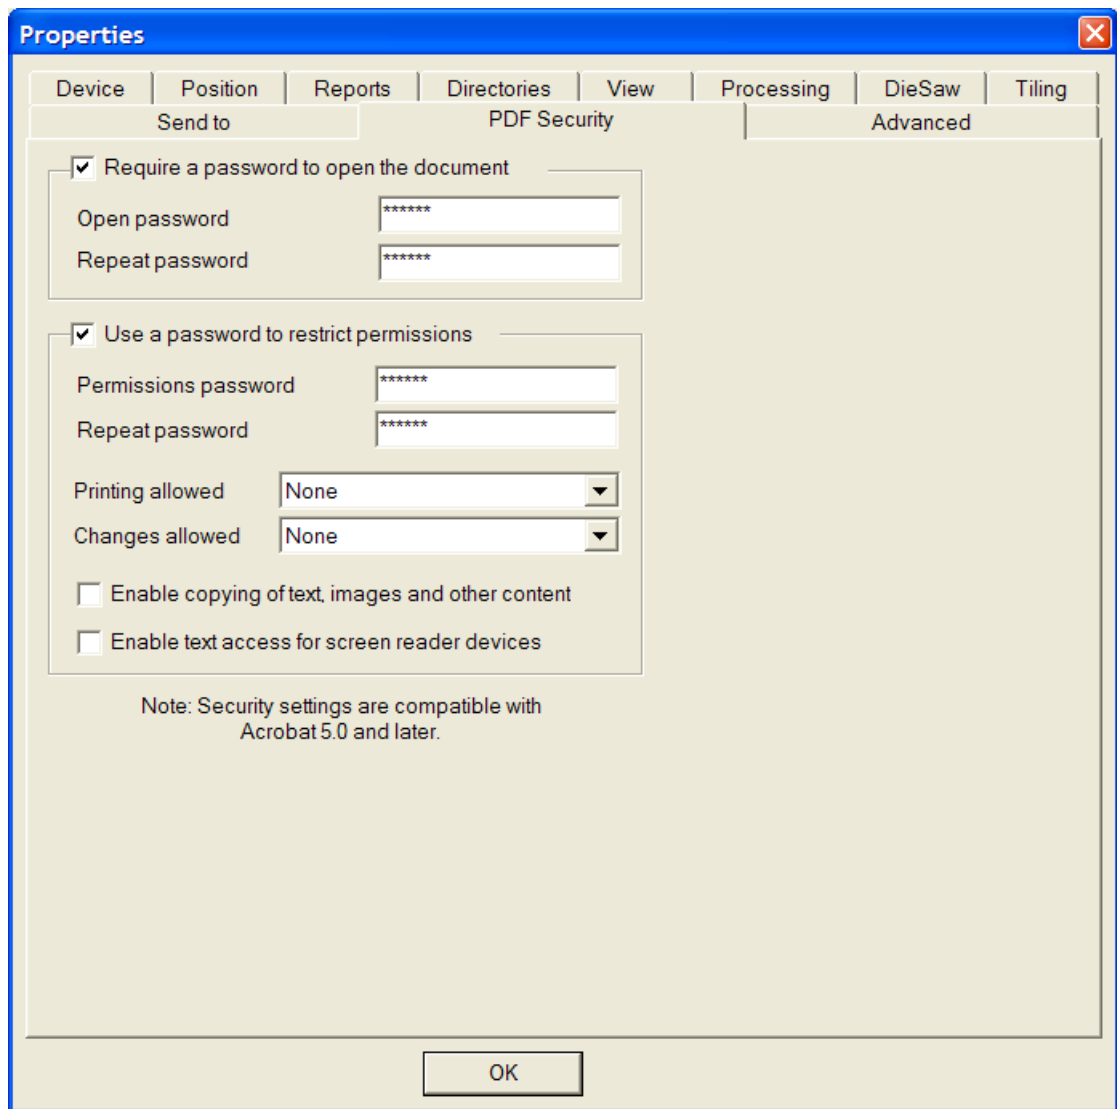 Properties
Device Position Reports Directories View Processing DieSaw Tiling
Send to PDF Security Advanced
Require a password to open the document
Open password ******
Repeat password ******
Use a password to restrict permissions
Permissions password ******
Repeat password ******
Printing allowed None
Changes allowed None
Enable copying of text, images and other content
Enable text access for screen reader devices
Note: Security settings are compatible with
Acrobat 5.0 and later.
OK